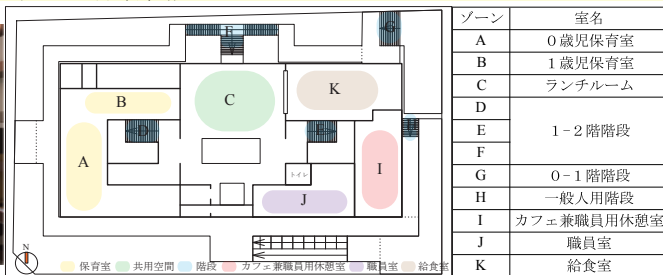 F
G
K
B
C
D
E
H
A
トイレ
I
J
N
保育室 共用空間 階段 カフェ兼職員用休憩室 職員室 給食室
ゾーン 室名
A 0歳児保育室
B 1歳児保育室
C ランチルーム
D
E 1-2階階段
F
G 0-1階階段
H 一般人用階段
I カフェ兼職員用休憩室
J 職員室
K 給食室